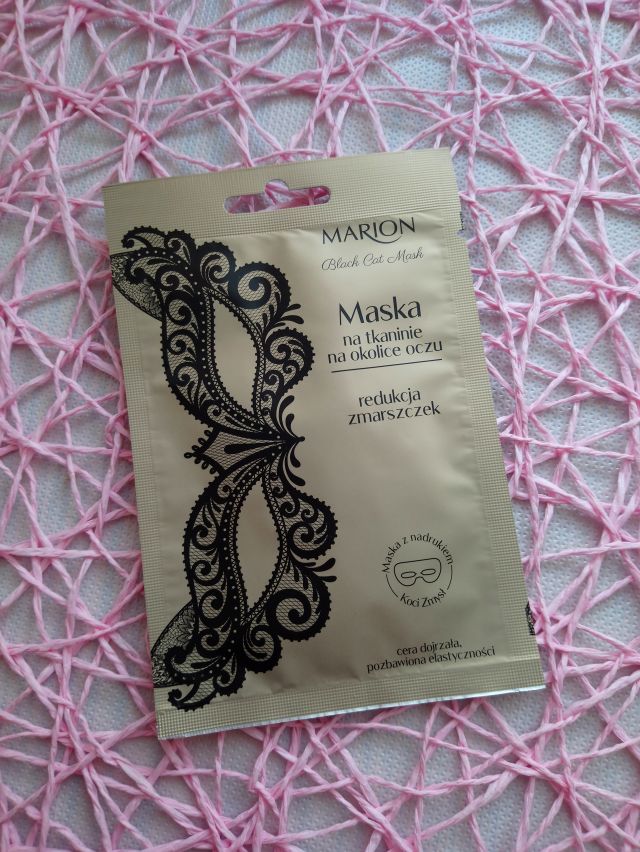 MARION
Black Cat Mask
Maska
na tkaninie
na okolice oczu
redukcja
zmarszczek
Maska z nadrukiem
Koci Zmysł
cera dojrzała,
pozbawiona elastyczności